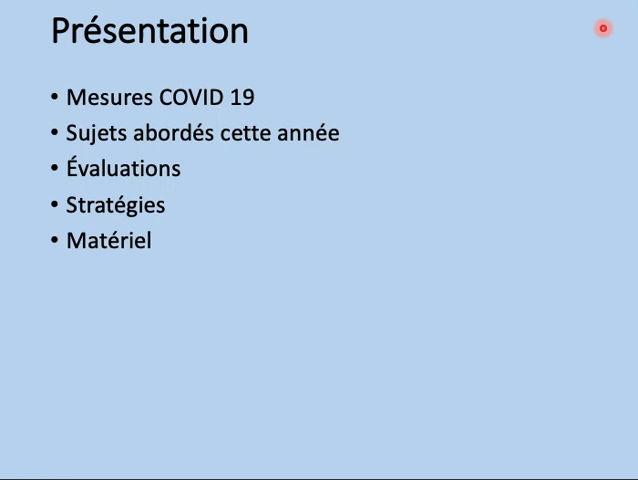 Présentation
• Mesures COVID 19
• Sujets abordés cette année
• Évaluations
• Stratégies
• Matériel